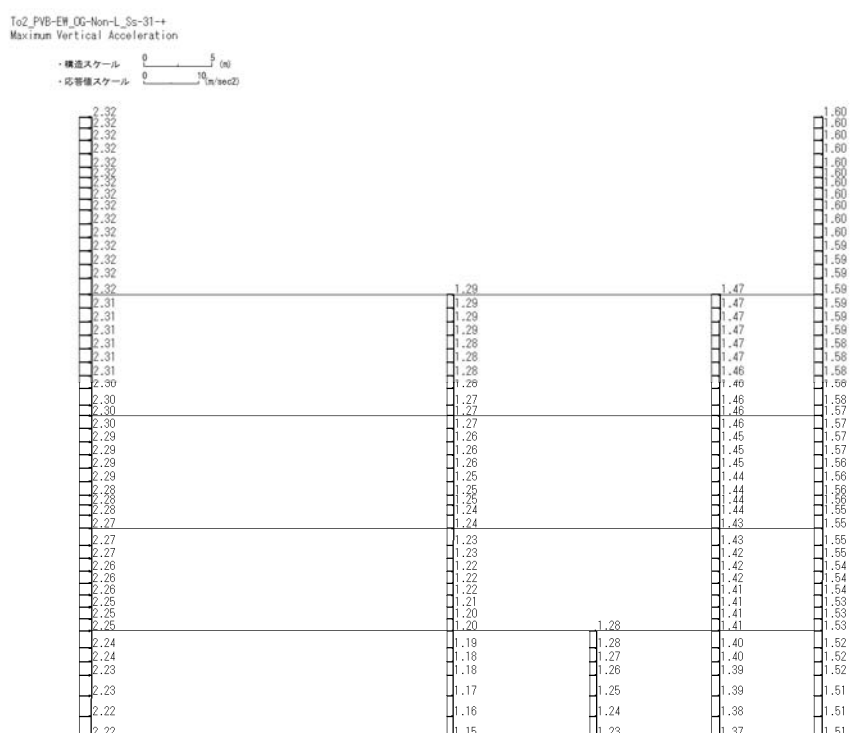 To2_PVB-EW_OG-Non-L_Ss-31-+
Maximum Vertical Acceleration
・構造スケール 0 5 (m)
・応答値スケール 0 10(m/sec2)
2.32 1.60
2.32 1.60
2.32 1.60
2.32 1.60
2.32 1.60
2.32 1.60
2.32 1.60
2.32 1.60
2.32 1.60
2.32 1.60
2.32 1.60
2.32 1.59
2.32 1.59
2.32 1.59
2.32 1.29 1.47 1.59
2.31 1.29 1.47 1.59
2.31 1.29 1.47 1.59
2.31 1.29 1.47 1.59
2.31 1.28 1.47 1.58
2.31 1.28 1.47 1.58
2.31 1.28 1.46 1.58
2.30 1.28 1.46 1.58
2.30 1.27 1.46 1.58
2.30 1.27 1.46 1.57
2.30 1.27 1.46 1.57
2.29 1.26 1.45 1.57
2.29 1.26 1.45 1.57
2.29 1.26 1.45 1.56
2.29 1.25 1.44 1.56
2.28 1.25 1.44 1.56
2.28 1.25 1.44 1.56
2.28 1.24 1.44 1.55
2.27 1.24 1.43 1.55
2.27 1.23 1.43 1.55
2.27 1.23 1.42 1.55
2.26 1.22 1.42 1.54
2.26 1.22 1.42 1.54
2.26 1.22 1.41 1.54
2.25 1.21 1.41 1.53
2.25 1.20 1.41 1.53
2.25 1.20 1.28 1.41 1.53
2.24 1.19 1.28 1.40 1.52
2.24 1.18 1.27 1.40 1.52
2.23 1.18 1.26 1.39 1.52
2.23 1.17 1.25 1.39 1.51
2.22 1.16 1.24 1.38 1.51
2.22 1.15 1.23 1.37 1.51